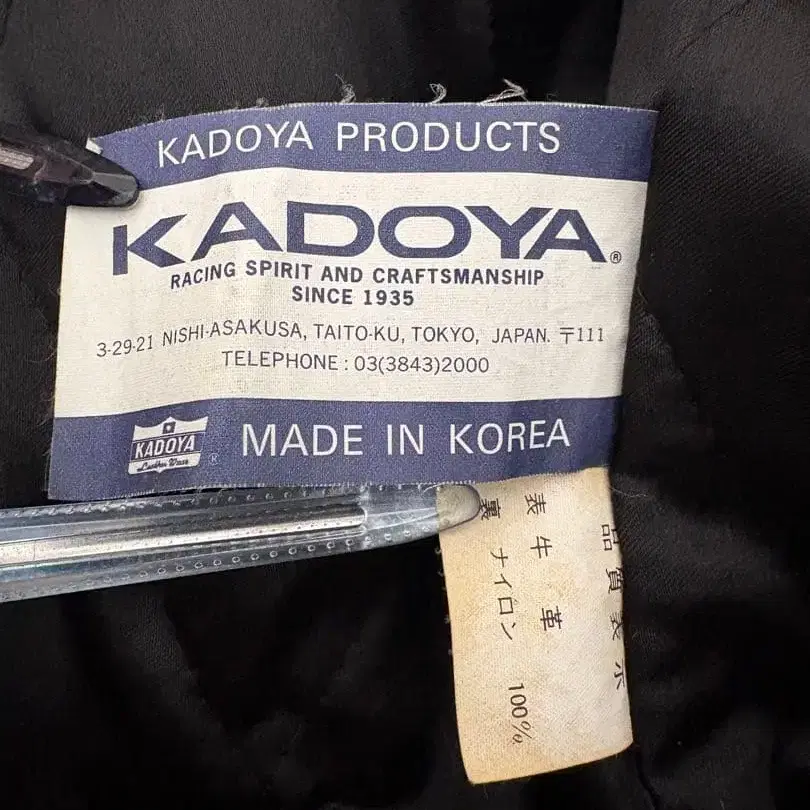 KADOYA PRODUCTS
KADOYA®
RACING SPIRIT AND CRAFTSMANSHIP
SINCE 1935
3-29-21 NISHI-ASAKUSA, TAITO-KU, TOKYO, JAPAN. 〒111
TELEPHONE : 03(3843)2000
KADOYA
Leather Wear ®
MADE IN KOREA
品質表示
表 牛革
裏 ナイロン 100%